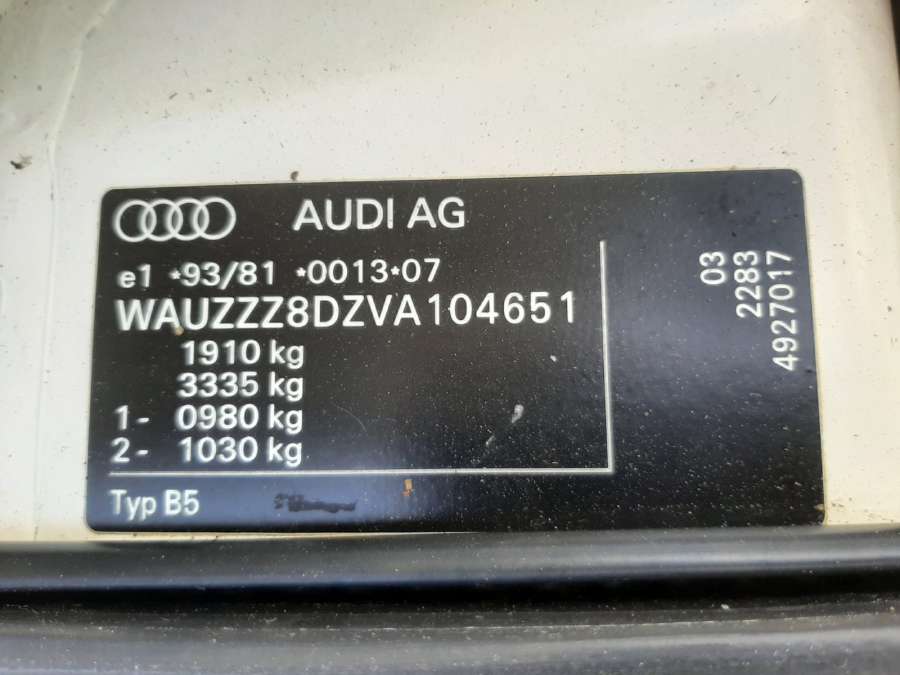 AUDI AG
e1 *93/81 *0013*07
WAUZZZ8DZVA104651
1910 kg
3335 kg
1- 0980 kg
2- 1030 kg
Typ B5
03
2283
4927017